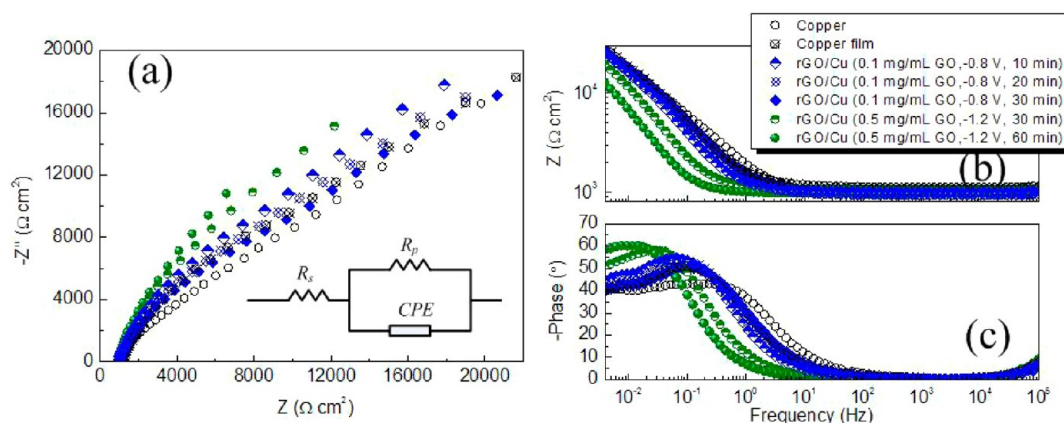 (a)
20000
16000
12000
8000
4000
0
-Z'' (Ω cm²)
0 4000 8000 12000 16000 20000
Z (Ω cm²)
Rs
Rp
CPE
Copper
Copper film
rGO/Cu (0.1 mg/mL GO,-0.8 V, 10 min)
rGO/Cu (0.1 mg/mL GO,-0.8 V, 20 min)
rGO/Cu (0.1 mg/mL GO,-0.8 V, 30 min)
rGO/Cu (0.5 mg/mL GO,-1.2 V, 30 min)
rGO/Cu (0.5 mg/mL GO,-1.2 V, 60 min)
(b)
10⁴
10³
Z (Ω cm²)
(c)
70
60
50
40
30
20
10
0
-Phase (°)
10⁻² 10⁻¹ 10⁰ 10¹ 10² 10³ 10⁴ 10⁵
Frequency (Hz)